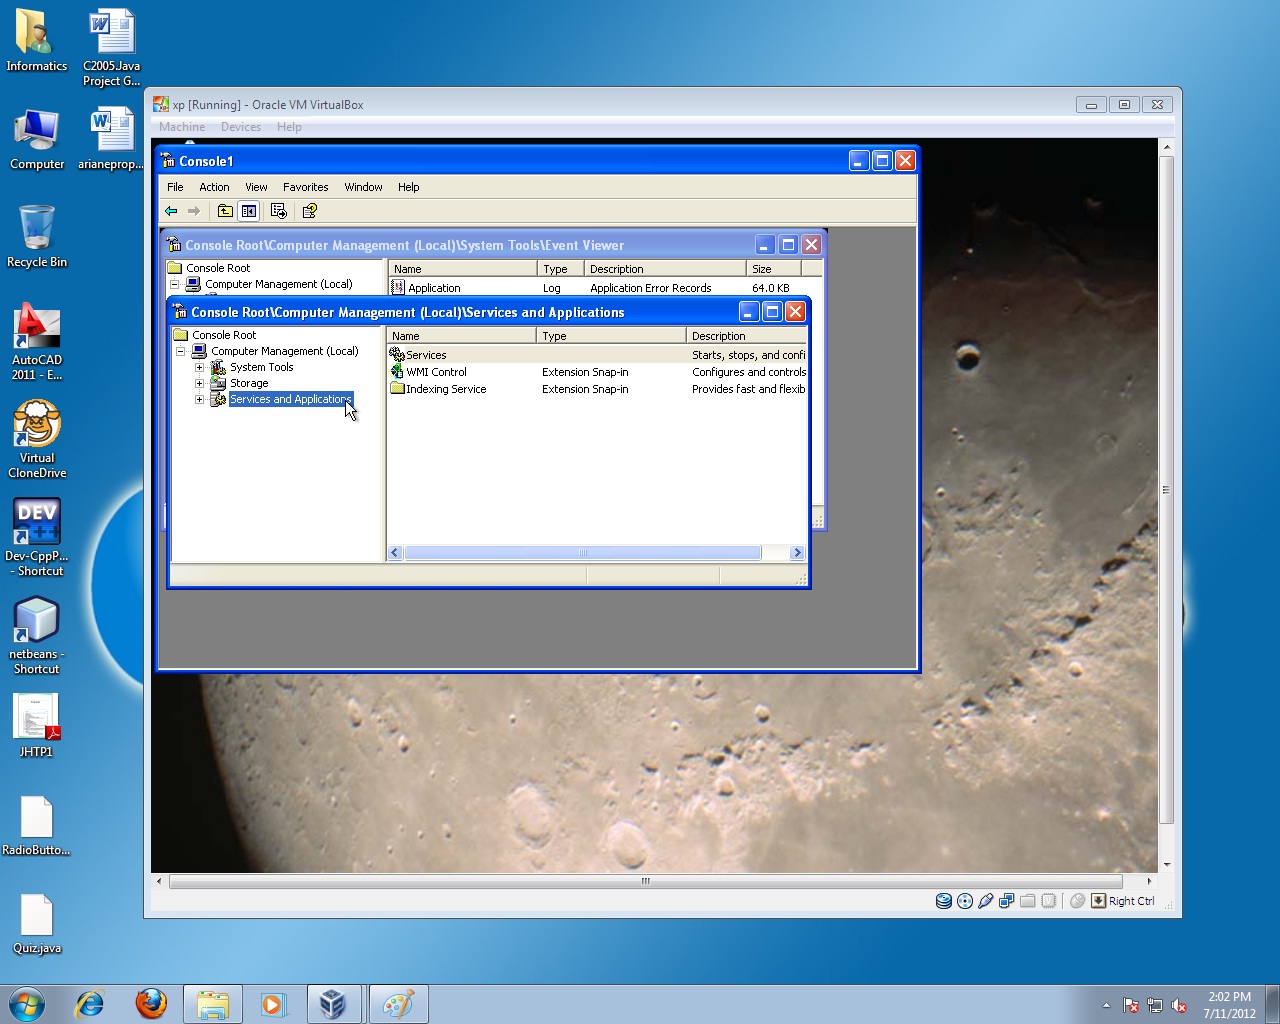 Informatics
C2005.Java
Project G...
Computer
arianeprop...
Recycle Bin
AutoCAD
2011 - E...
Virtual
CloneDrive
DEV
C++
Dev-CppP...
- Shortcut
netbeans -
Shortcut
JHTP1
RadioButto...
Quiz.java
xp [Running] - Oracle VM VirtualBox
Machine Devices Help
Console1
File Action View Favorites Window Help
Console Root\Computer Management (Local)\System Tools\Event Viewer
Console Root
Computer Management (Local)
Name Type Description Size
Application Log Application Error Records 64.0 KB
Console Root\Computer Management (Local)\Services and Applications
Console Root
Computer Management (Local)
System Tools
Storage
Services and Applications
Name Type Description
Services Starts, stops, and confi
WMI Control Extension Snap-in Configures and controls
Indexing Service Extension Snap-in Provides fast and flexib
Right Ctrl
2:02 PM
7/11/2012